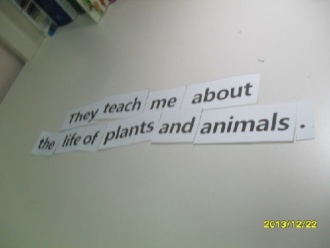 They teach me about
the life of plants and animals .
2013/12/22